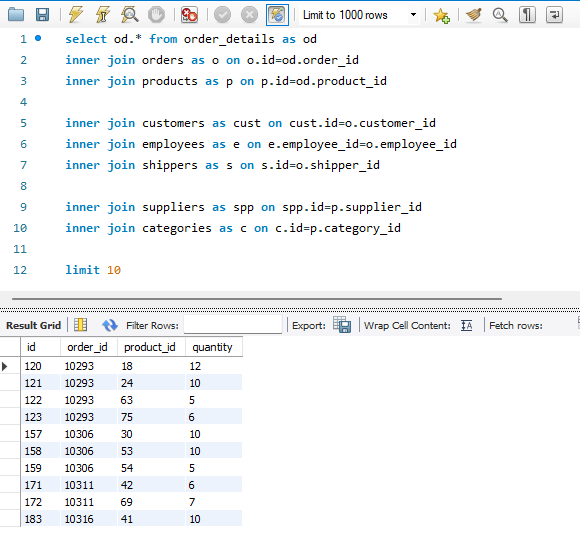 Limit to 1000 rows
1 select od.* from order_details as od
2 inner join orders as o on o.id=od.order_id
3 inner join products as p on p.id=od.product_id
4
5 inner join customers as cust on cust.id=o.customer_id
6 inner join employees as e on e.employee_id=o.employee_id
7 inner join shippers as s on s.id=o.shipper_id
8
9 inner join suppliers as spp on spp.id=p.supplier_id
10 inner join categories as c on c.id=p.category_id
11
12 limit 10
Result Grid Filter Rows: Export: Wrap Cell Content: IA Fetch rows:
id order_id product_id quantity
120 10293 18 12
121 10293 24 10
122 10293 63 5
123 10293 75 6
157 10306 30 10
158 10306 53 10
159 10306 54 5
171 10311 42 6
172 10311 69 7
183 10316 41 10